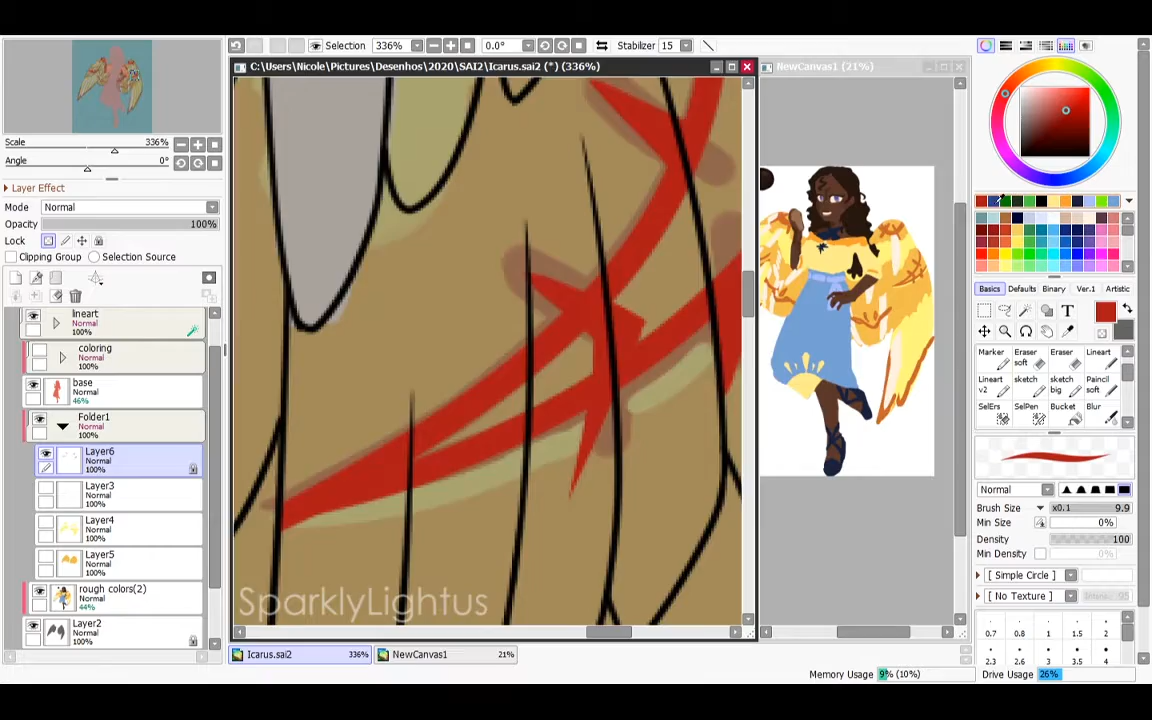 Selection 336% 0.0° Stabilizer 15
C:\Users\Nicole\Pictures\Desenhos\2020\SAI2\Icarus.sai2 (*) (336%)
NewCanvas1 (21%)
Scale 336%
Angle 0°
Layer Effect
Mode Normal
Opacity 100%
Lock
Clipping Group Selection Source
lineart
Normal
100%
coloring
Normal
100%
base
Normal
46%
Folder1
Normal
100%
Layer6
Normal
100%
Layer3
Normal
100%
Layer4
Normal
100%
Layer5
Normal
100%
rough colors(2)
Normal
44%
Layer2
Normal
100%
SparklyLightus
Icarus.sai2 336% NewCanvas1 21%
Basics Defaults Binary Ver.1 Artistic
T
Marker Eraser soft Eraser Lineart
Lineart v2 sketch sketch big Pancil soft
SelErs SelPen Bucket Blur
Normal
Brush Size x0.1 9.9
Min Size 0%
Density 100
Min Density 0%
[ Simple Circle ]
[ No Texture ]
0.7 0.8 1 1.5 2
2.3 2.6 3 3.5 4
Memory Usage 9% (10%) Drive Usage 26%